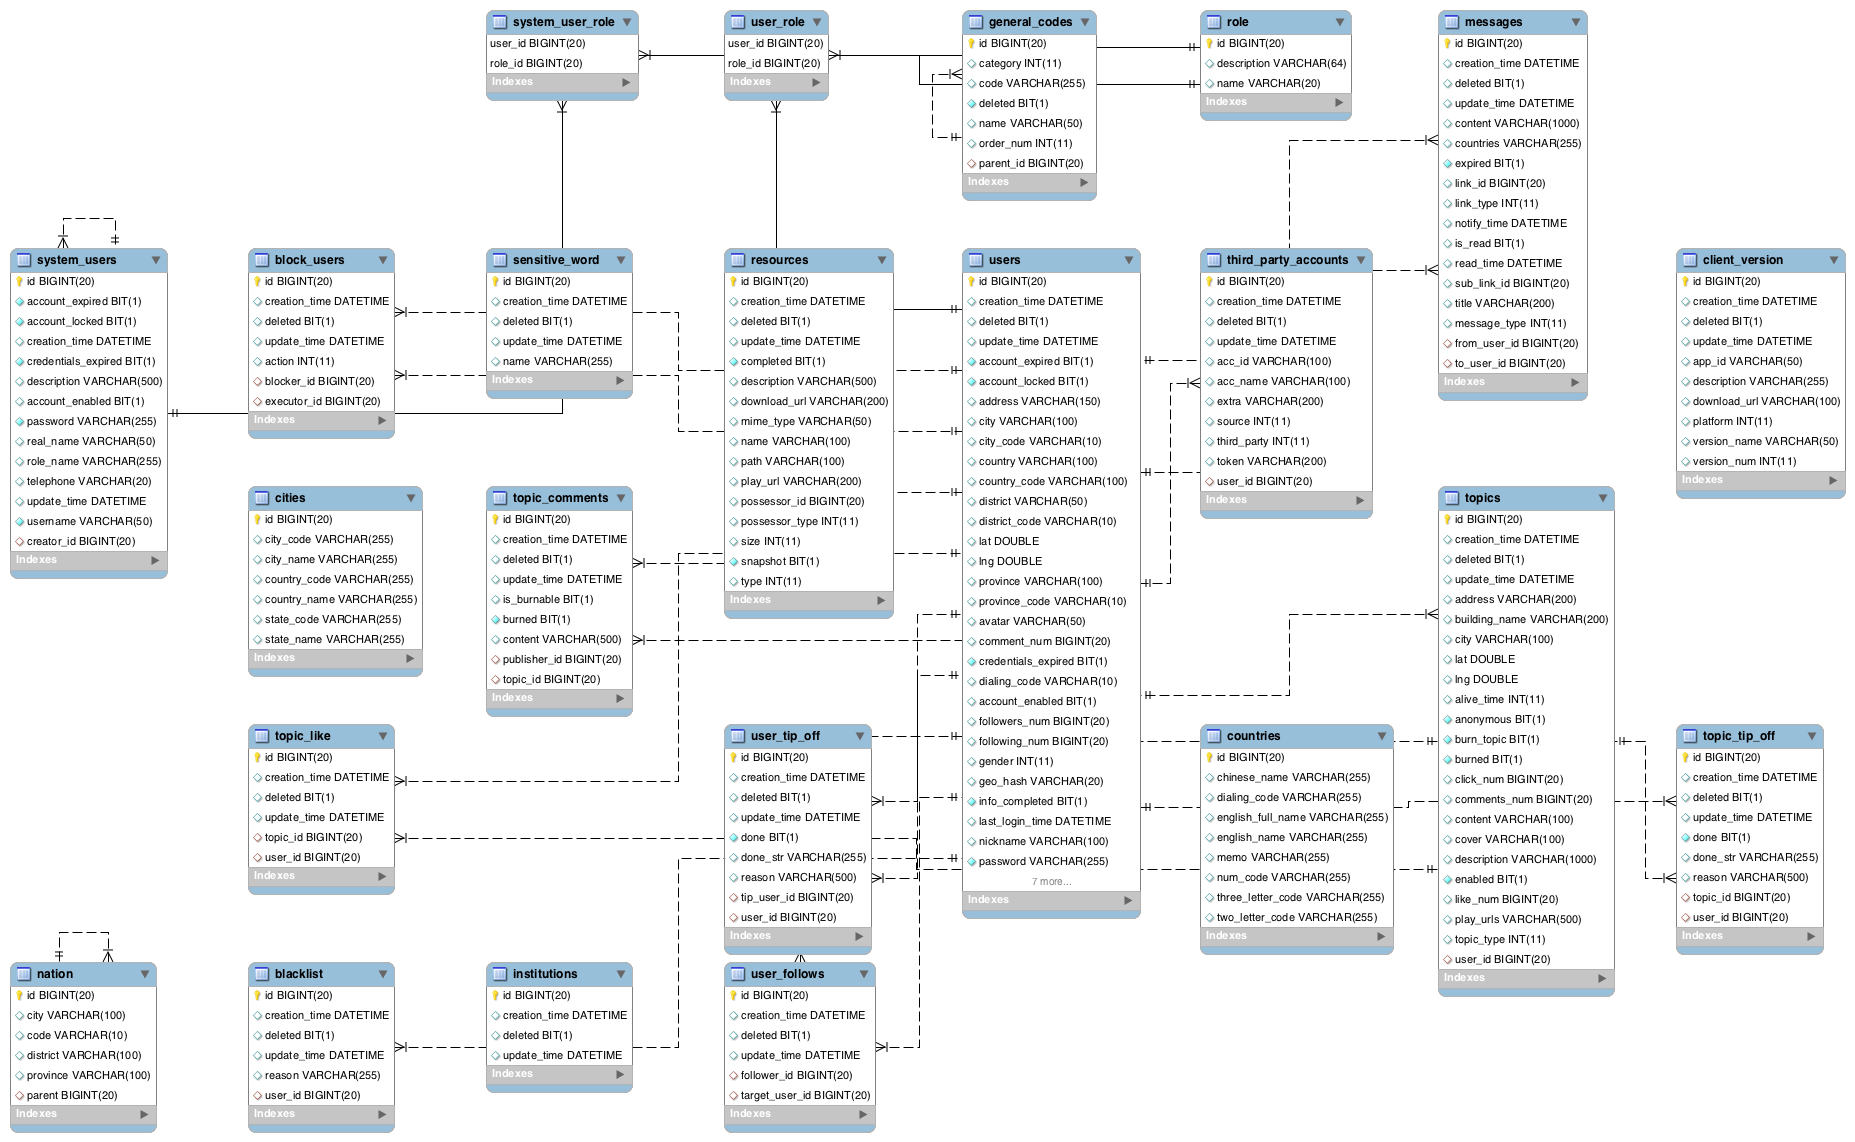 system_user_role
user_id BIGINT(20)
role_id BIGINT(20)
Indexes
user_role
user_id BIGINT(20)
role_id BIGINT(20)
Indexes
general_codes
id BIGINT(20)
category INT(11)
code VARCHAR(255)
deleted BIT(1)
name VARCHAR(50)
order_num INT(11)
parent_id BIGINT(20)
Indexes
role
id BIGINT(20)
description VARCHAR(64)
name VARCHAR(20)
Indexes
messages
id BIGINT(20)
creation_time DATETIME
deleted BIT(1)
update_time DATETIME
content VARCHAR(1000)
countries VARCHAR(255)
expired BIT(1)
link_id BIGINT(20)
link_type INT(11)
notify_time DATETIME
is_read BIT(1)
read_time DATETIME
sub_link_id BIGINT(20)
title VARCHAR(200)
message_type INT(11)
from_user_id BIGINT(20)
to_user_id BIGINT(20)
Indexes
system_users
id BIGINT(20)
account_expired BIT(1)
account_locked BIT(1)
creation_time DATETIME
credentials_expired BIT(1)
description VARCHAR(500)
account_enabled BIT(1)
password VARCHAR(255)
real_name VARCHAR(50)
role_name VARCHAR(255)
telephone VARCHAR(20)
update_time DATETIME
username VARCHAR(50)
creator_id BIGINT(20)
Indexes
block_users
id BIGINT(20)
creation_time DATETIME
deleted BIT(1)
update_time DATETIME
action INT(11)
blocker_id BIGINT(20)
executor_id BIGINT(20)
Indexes
sensitive_word
id BIGINT(20)
creation_time DATETIME
deleted BIT(1)
update_time DATETIME
name VARCHAR(255)
Indexes
resources
id BIGINT(20)
creation_time DATETIME
deleted BIT(1)
update_time DATETIME
completed BIT(1)
description VARCHAR(500)
download_url VARCHAR(200)
mime_type VARCHAR(50)
name VARCHAR(100)
path VARCHAR(100)
play_url VARCHAR(200)
possessor_id BIGINT(20)
possessor_type INT(11)
size INT(11)
snapshot BIT(1)
type INT(11)
Indexes
users
id BIGINT(20)
creation_time DATETIME
deleted BIT(1)
update_time DATETIME
account_expired BIT(1)
account_locked BIT(1)
address VARCHAR(150)
city VARCHAR(100)
city_code VARCHAR(10)
country VARCHAR(100)
country_code VARCHAR(100)
district VARCHAR(50)
district_code VARCHAR(10)
lat DOUBLE
lng DOUBLE
province VARCHAR(100)
province_code VARCHAR(10)
avatar VARCHAR(50)
comment_num BIGINT(20)
credentials_expired BIT(1)
dialing_code VARCHAR(10)
account_enabled BIT(1)
followers_num BIGINT(20)
following_num BIGINT(20)
gender INT(11)
geo_hash VARCHAR(20)
info_completed BIT(1)
last_login_time DATETIME
nickname VARCHAR(100)
password VARCHAR(255)
7 more...
Indexes
third_party_accounts
id BIGINT(20)
creation_time DATETIME
deleted BIT(1)
update_time DATETIME
acc_id VARCHAR(100)
acc_name VARCHAR(100)
extra VARCHAR(200)
source INT(11)
third_party INT(11)
token VARCHAR(200)
user_id BIGINT(20)
Indexes
client_version
id BIGINT(20)
creation_time DATETIME
deleted BIT(1)
update_time DATETIME
app_id VARCHAR(50)
description VARCHAR(255)
download_url VARCHAR(100)
platform INT(11)
version_name VARCHAR(50)
version_num INT(11)
Indexes
cities
id BIGINT(20)
city_code VARCHAR(255)
city_name VARCHAR(255)
country_code VARCHAR(255)
country_name VARCHAR(255)
state_code VARCHAR(255)
state_name VARCHAR(255)
Indexes
topic_comments
id BIGINT(20)
creation_time DATETIME
deleted BIT(1)
update_time DATETIME
is_burnable BIT(1)
burned BIT(1)
content VARCHAR(500)
publisher_id BIGINT(20)
topic_id BIGINT(20)
Indexes
topics
id BIGINT(20)
creation_time DATETIME
deleted BIT(1)
update_time DATETIME
address VARCHAR(200)
building_name VARCHAR(200)
city VARCHAR(100)
lat DOUBLE
lng DOUBLE
alive_time INT(11)
anonymous BIT(1)
burn_topic BIT(1)
burned BIT(1)
click_num BIGINT(20)
comments_num BIGINT(20)
content VARCHAR(100)
cover VARCHAR(100)
description VARCHAR(1000)
enabled BIT(1)
like_num BIGINT(20)
play_urls VARCHAR(500)
topic_type INT(11)
user_id BIGINT(20)
Indexes
topic_like
id BIGINT(20)
creation_time DATETIME
deleted BIT(1)
update_time DATETIME
topic_id BIGINT(20)
user_id BIGINT(20)
Indexes
user_tip_off
id BIGINT(20)
creation_time DATETIME
deleted BIT(1)
update_time DATETIME
done BIT(1)
done_str VARCHAR(255)
reason VARCHAR(500)
tip_user_id BIGINT(20)
user_id BIGINT(20)
Indexes
countries
id BIGINT(20)
chinese_name VARCHAR(255)
dialing_code VARCHAR(255)
english_full_name VARCHAR(255)
english_name VARCHAR(255)
memo VARCHAR(255)
num_code VARCHAR(255)
three_letter_code VARCHAR(255)
two_letter_code VARCHAR(255)
Indexes
topic_tip_off
id BIGINT(20)
creation_time DATETIME
deleted BIT(1)
update_time DATETIME
done BIT(1)
done_str VARCHAR(255)
reason VARCHAR(500)
topic_id BIGINT(20)
user_id BIGINT(20)
Indexes
nation
id BIGINT(20)
city VARCHAR(100)
code VARCHAR(10)
district VARCHAR(100)
province VARCHAR(100)
parent BIGINT(20)
Indexes
blacklist
id BIGINT(20)
creation_time DATETIME
deleted BIT(1)
update_time DATETIME
reason VARCHAR(255)
user_id BIGINT(20)
Indexes
institutions
id BIGINT(20)
creation_time DATETIME
deleted BIT(1)
update_time DATETIME
Indexes
user_follows
id BIGINT(20)
creation_time DATETIME
deleted BIT(1)
update_time DATETIME
follower_id BIGINT(20)
target_user_id BIGINT(20)
Indexes